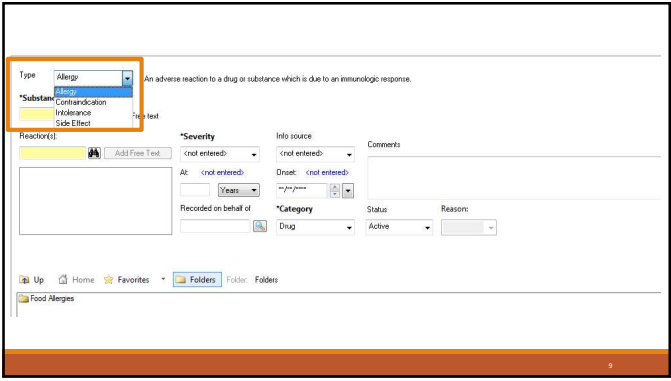 Type Allergy An adverse reaction to a drug or substance which is due to an immunologic response.
Allergy
*Substanc Contraindication
Intolerance Free text
Side Effect
Reaction(s): *Severity Info source
Comments
Add Free Text <not entered> <not entered>
At: <not entered> Onset: <not entered>
Years **/**/****
Recorded on behalf of *Category Status Reason:
Drug Active
Up Home Favorites Folders Folder: Folders
Food Allergies
9